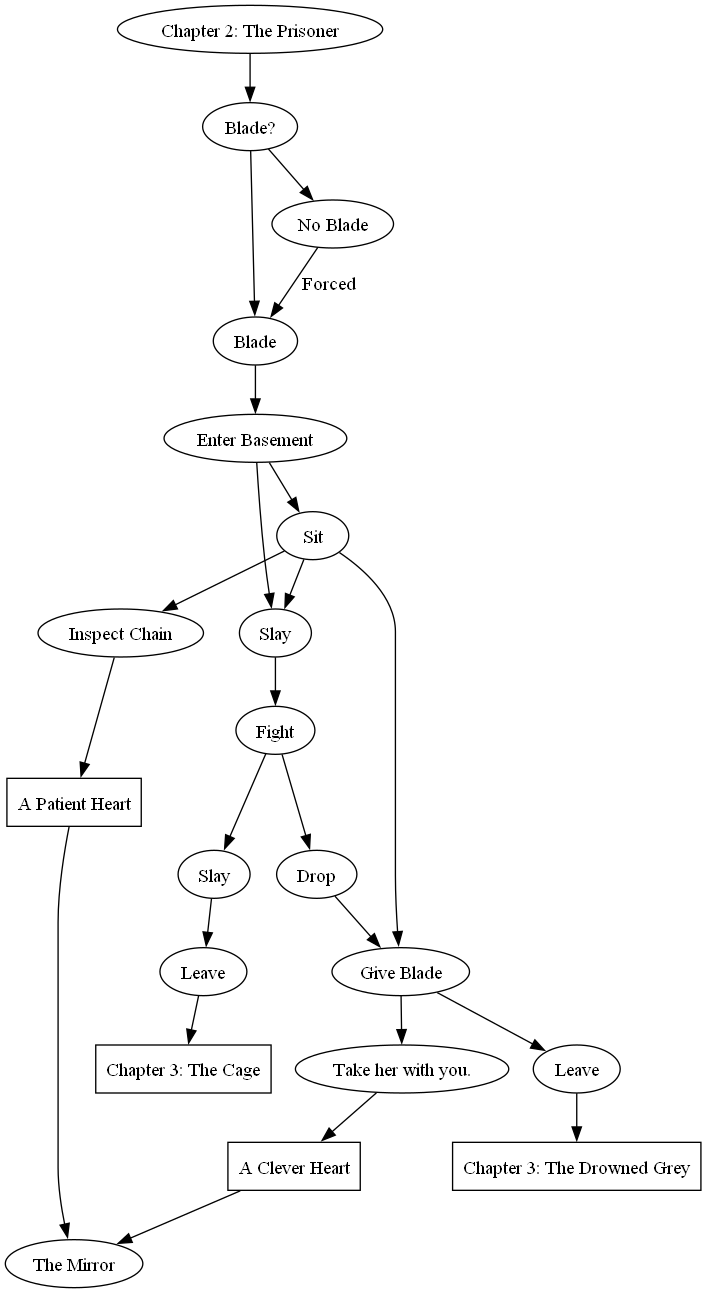 Chapter 2: The Prisoner
Blade?
No Blade
Forced
Blade
Enter Basement
Sit
Inspect Chain
Slay
Fight
A Patient Heart
Slay
Drop
Leave
Give Blade
Chapter 3: The Cage
Take her with you.
Leave
A Clever Heart
Chapter 3: The Drowned Grey
The Mirror